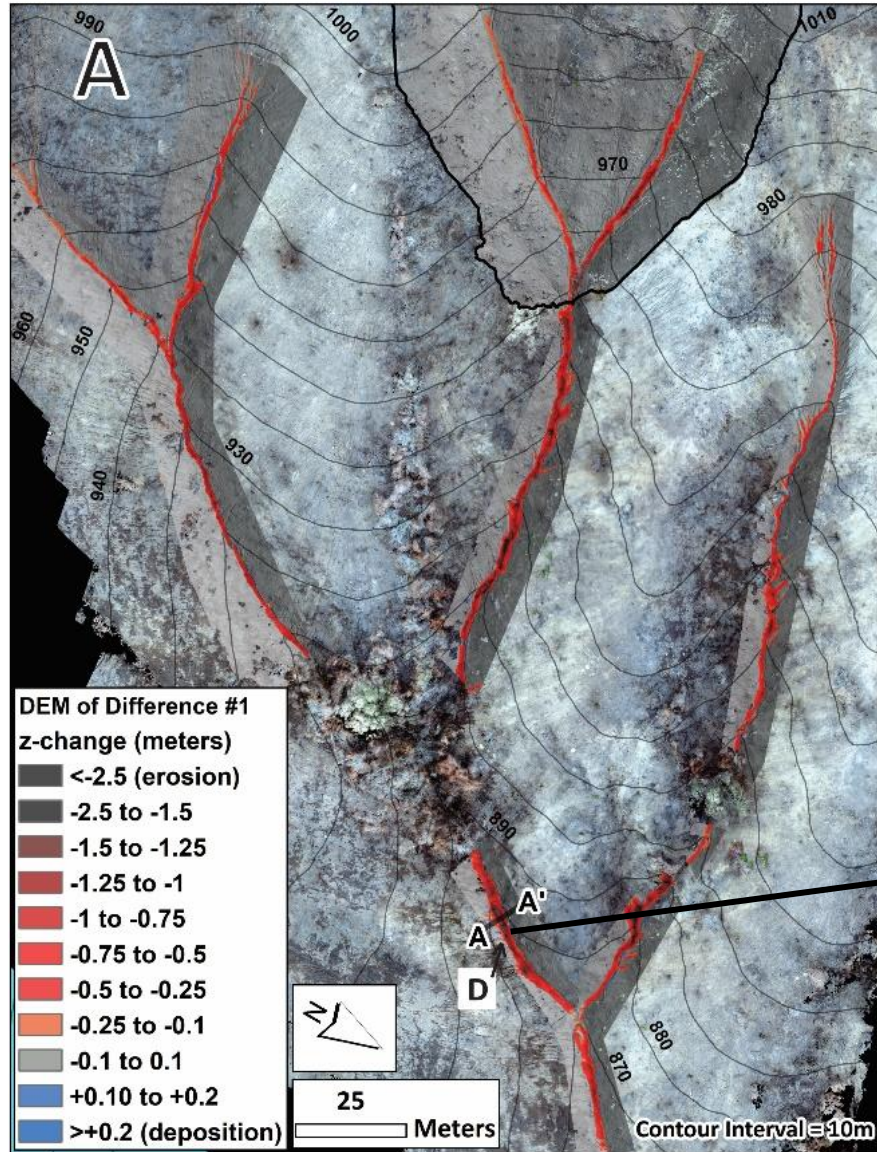 A
990
1000
1010
970
980
960
950
930
940
890
A'
A
D
880
870
DEM of Difference #1
z-change (meters)
<-2.5 (erosion)
-2.5 to -1.5
-1.5 to -1.25
-1.25 to -1
-1 to -0.75
-0.75 to -0.5
-0.5 to -0.25
-0.25 to -0.1
-0.1 to 0.1
+0.10 to +0.2
>+0.2 (deposition)
N
25
Meters
Contour Interval = 10m